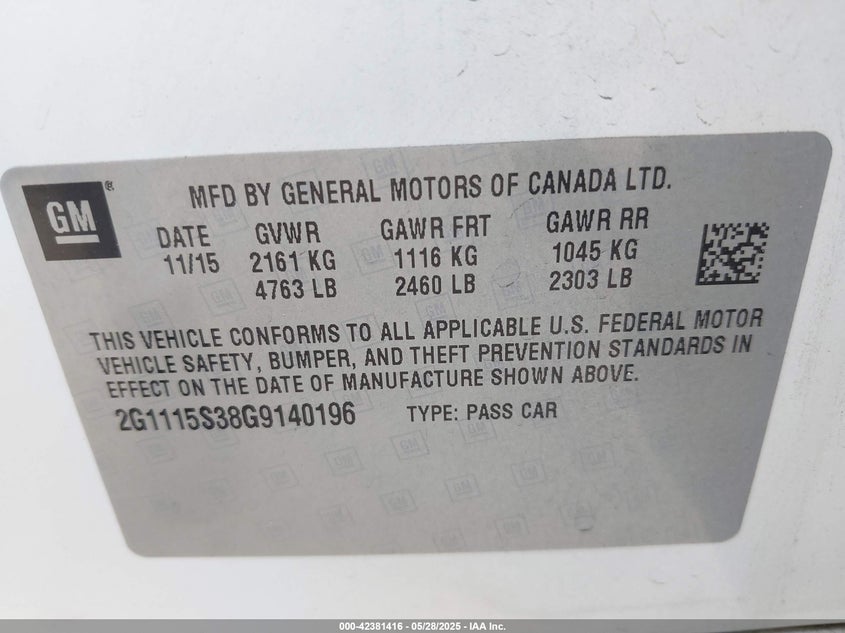 GM®
MFD BY GENERAL MOTORS OF CANADA LTD.
DATE GVWR GAWR FRT GAWR RR
11/15 2161 KG 1116 KG 1045 KG
4763 LB 2460 LB 2303 LB
THIS VEHICLE CONFORMS TO ALL APPLICABLE U.S. FEDERAL MOTOR
VEHICLE SAFETY, BUMPER, AND THEFT PREVENTION STANDARDS IN
EFFECT ON THE DATE OF MANUFACTURE SHOWN ABOVE.
2G1115S38G9140196 TYPE: PASS CAR
000-42381416 - 05/28/2025 - IAA Inc.